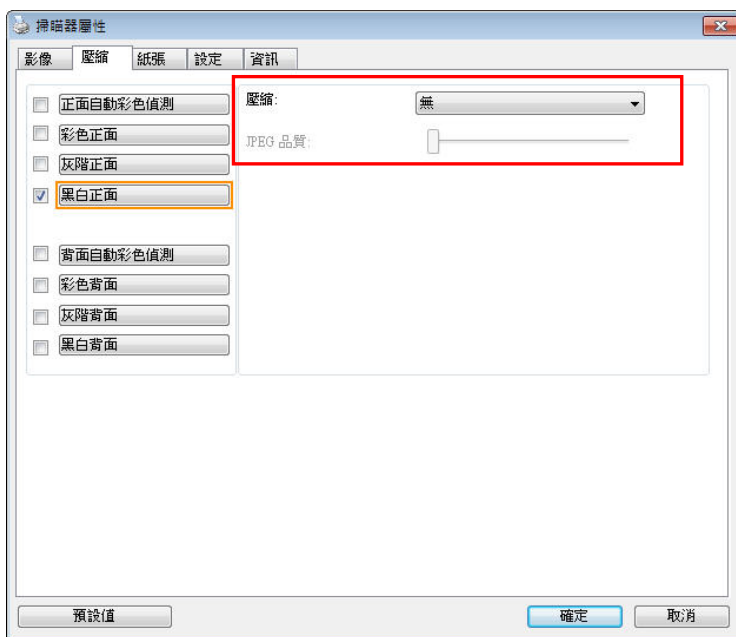 掃瞄器屬性
影像 壓縮 紙張 設定 資訊
正面自動彩色偵測
彩色正面
灰階正面
黑白正面
背面自動彩色偵測
彩色背面
灰階背面
黑白背面
壓縮: 無
JPEG 品質:
預設值 確定 取消